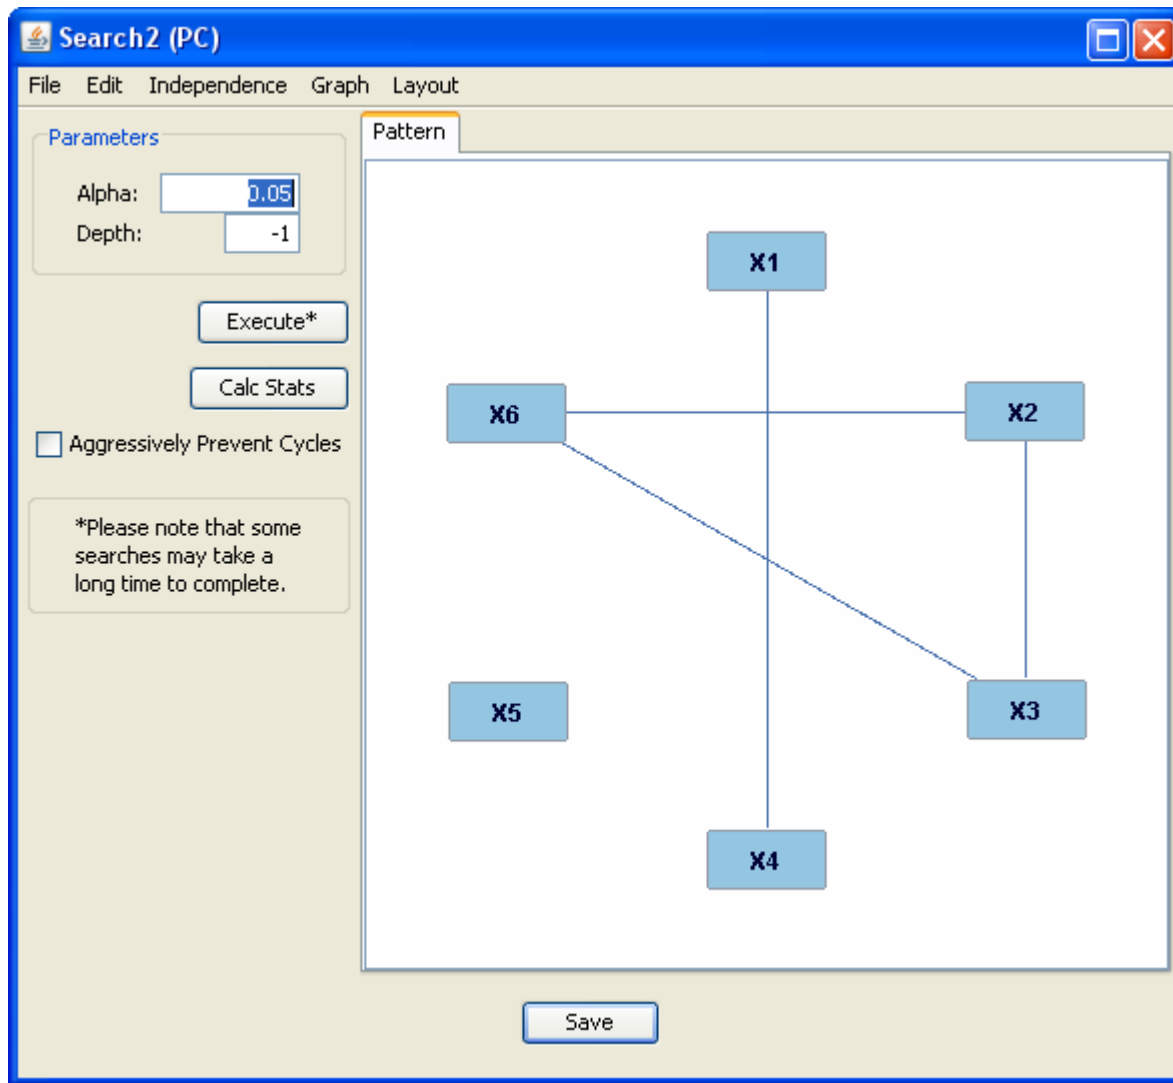 Search2 (PC)
File Edit Independence Graph Layout
Parameters
Alpha: 0.05
Depth: -1
Execute*
Calc Stats
Aggressively Prevent Cycles
*Please note that some
searches may take a
long time to complete.
Pattern
X1
X6 X2
X5 X3
X4
Save